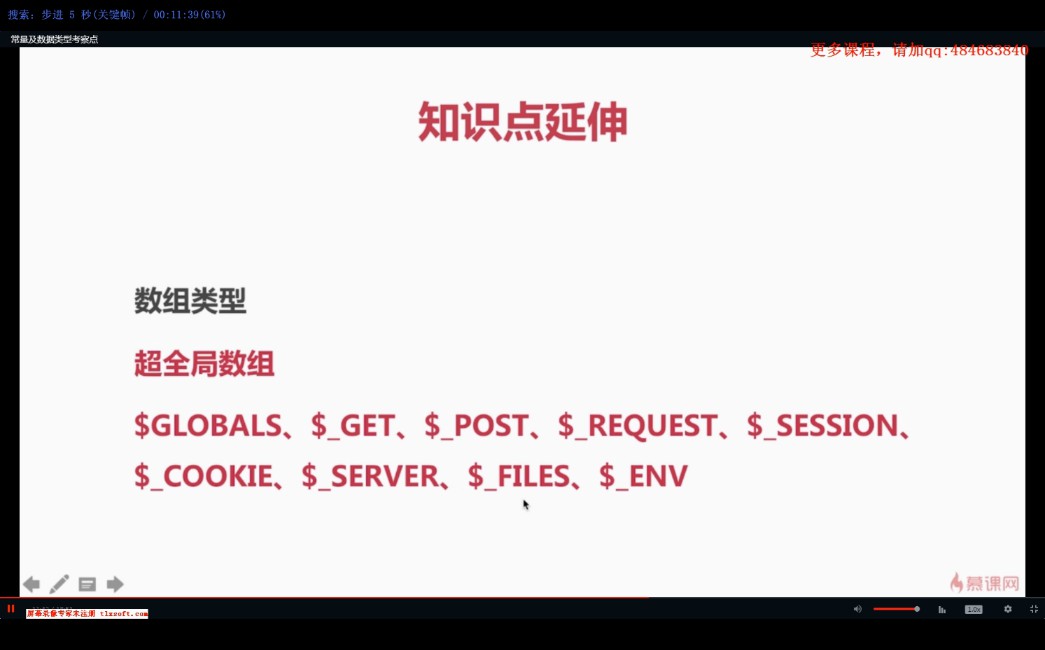 搜索: 步进 5 秒(关键帧) / 00:11:39(61%)
常量及数据类型考察点
更多课程，请加qq:484683840
知识点延伸
数组类型
超全局数组
$GLOBALS、$_GET、$_POST、$_REQUEST、$_SESSION、
$_COOKIE、$_SERVER、$_FILES、$_ENV
慕课网
屏幕录像专家未注册 tlxsoft.com
1.0x